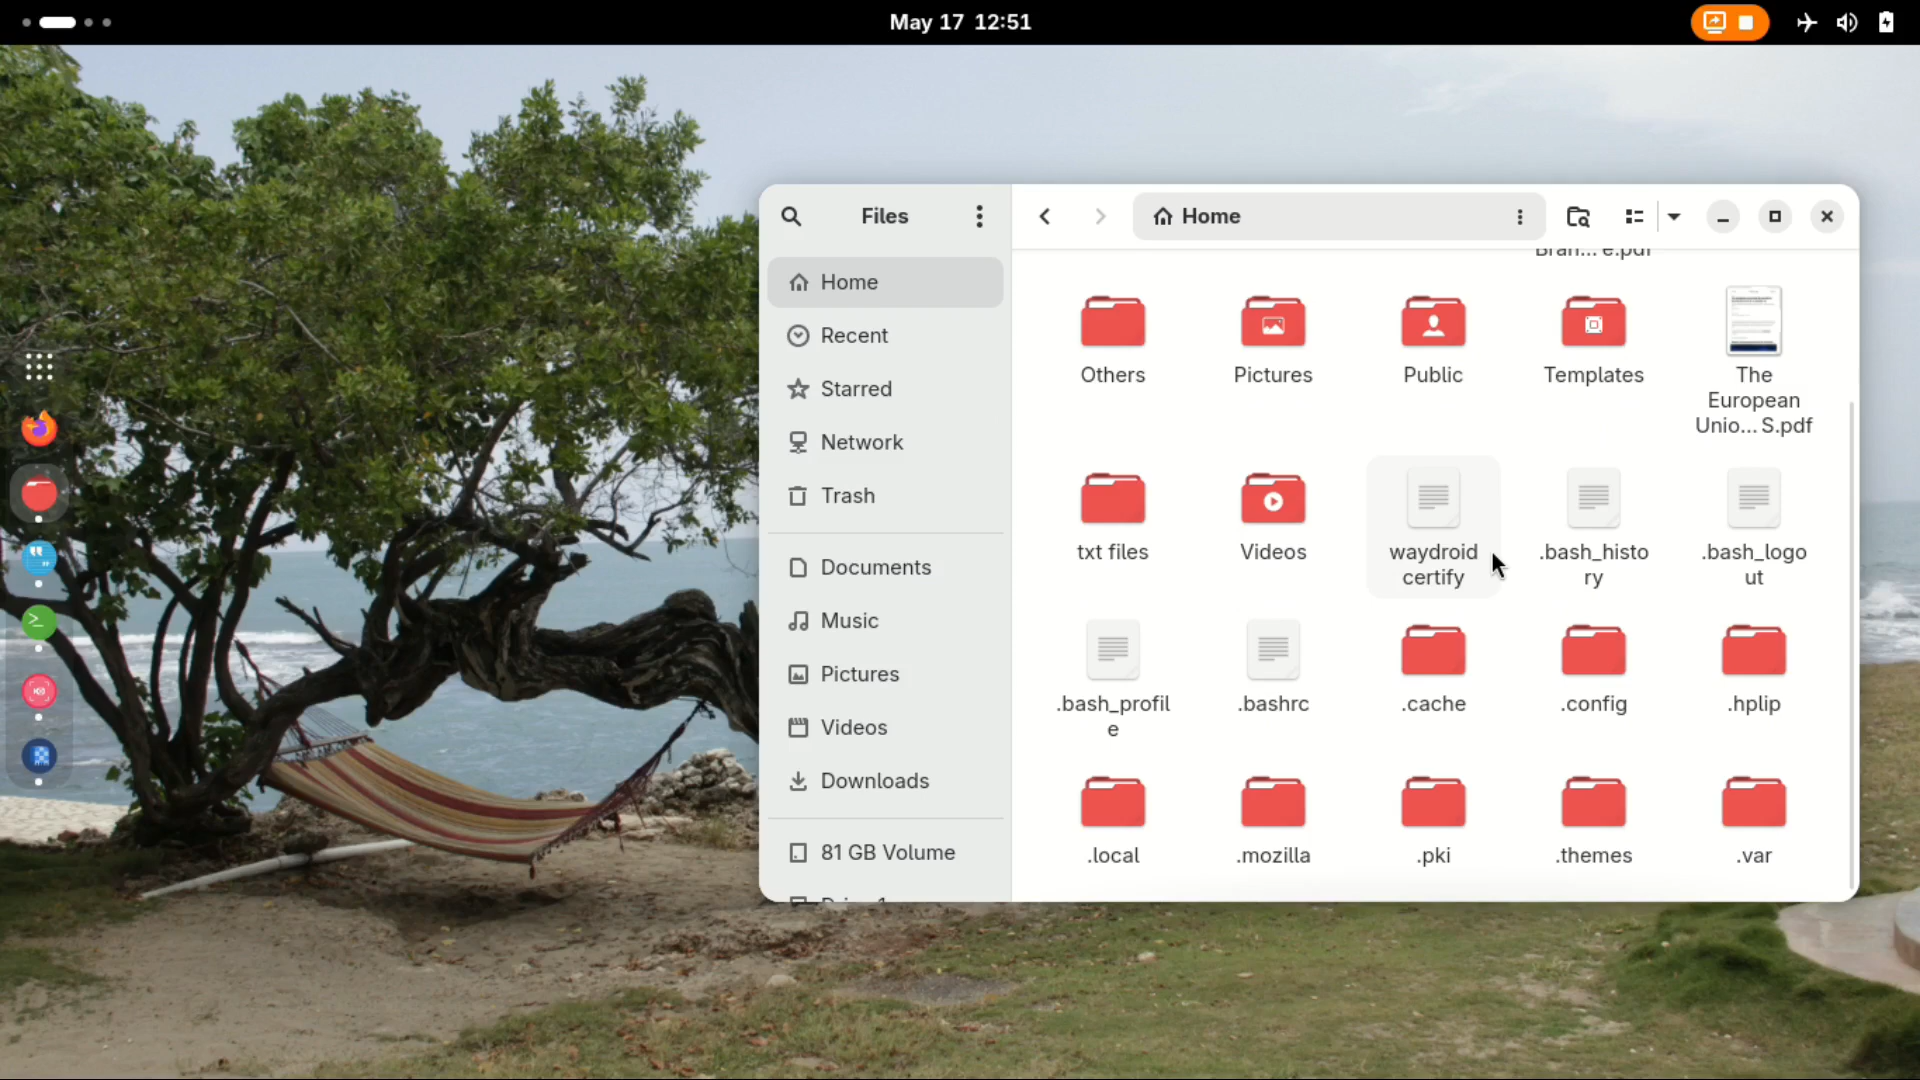 May 17 12:51
Files
Home
Home
Recent
Starred
Network
Trash
Documents
Music
Pictures
Videos
Downloads
81 GB Volume
Bran... e.pdf
Others
Pictures
Public
Templates
The
European
Unio... S.pdf
txt files
Videos
waydroid
certify
.bash_histo
ry
.bash_logo
ut
.bash_profil
e
.bashrc
.cache
.config
.hplip
.local
.mozilla
.pki
.themes
.var